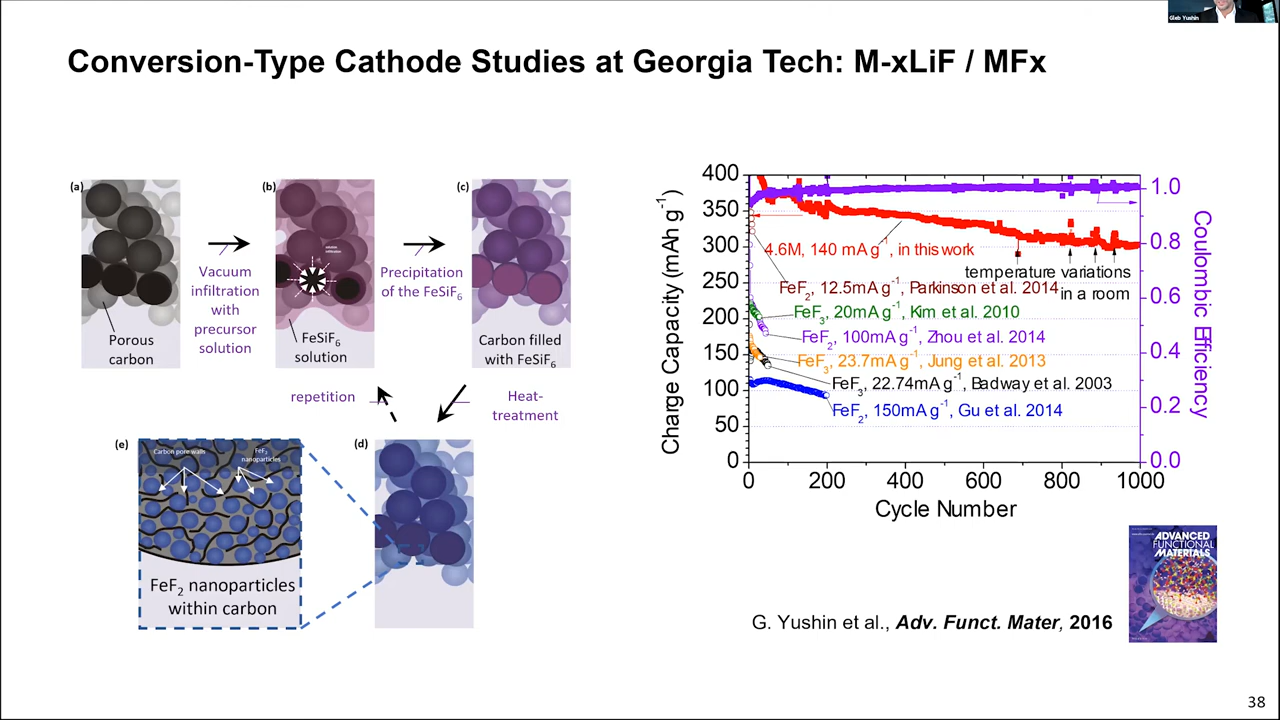 Gleb Yushin
Conversion-Type Cathode Studies at Georgia Tech: M-xLiF / MFx
(a)
Porous
carbon
Vacuum
infiltration
with
precursor
solution
(b)
FeSiF6
solution
Precipitation
of the FeSiF6
(c)
Carbon filled
with FeSiF6
repetition
Heat-
treatment
(e)
Carbon pore walls
FeF2
nanoparticles
FeF2 nanoparticles
within carbon
(d)
Charge Capacity (mAh g-1)
400
350
300
250
200
150
100
50
0
4.6M, 140 mA g-1, in this work
temperature variations
in a room
FeF2, 12.5mA g-1, Parkinson et al. 2014
FeF3, 20mA g-1, Kim et al. 2010
FeF2, 100mA g-1, Zhou et al. 2014
FeF3, 23.7mA g-1, Jung et al. 2013
FeF3, 22.74mA g-1, Badway et al. 2003
FeF2, 150mA g-1, Gu et al. 2014
1.0
0.8
0.6
0.4
0.2
0.0
Coulombic Efficiency
0 200 400 600 800 1000
Cycle Number
ADVANCED
FUNCTIONAL
MATERIALS
G. Yushin et al., Adv. Funct. Mater, 2016
38